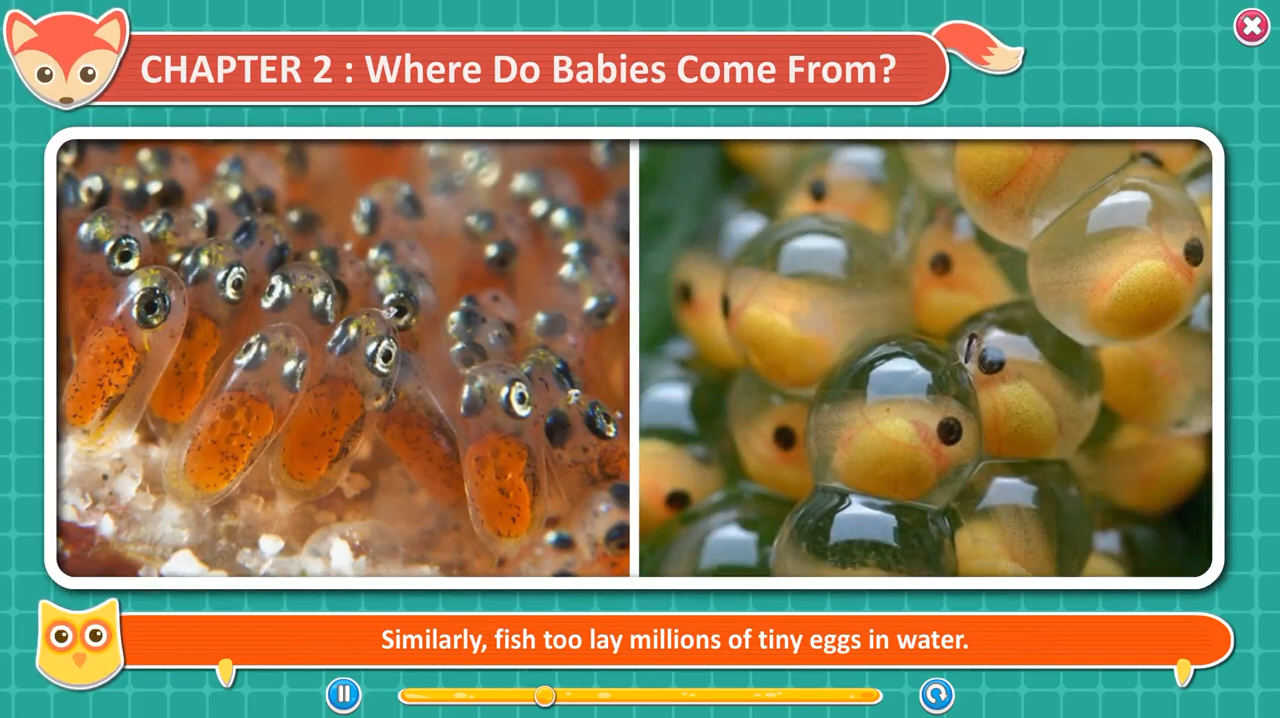 CHAPTER 2 : Where Do Babies Come From?
Similarly, fish too lay millions of tiny eggs in water.